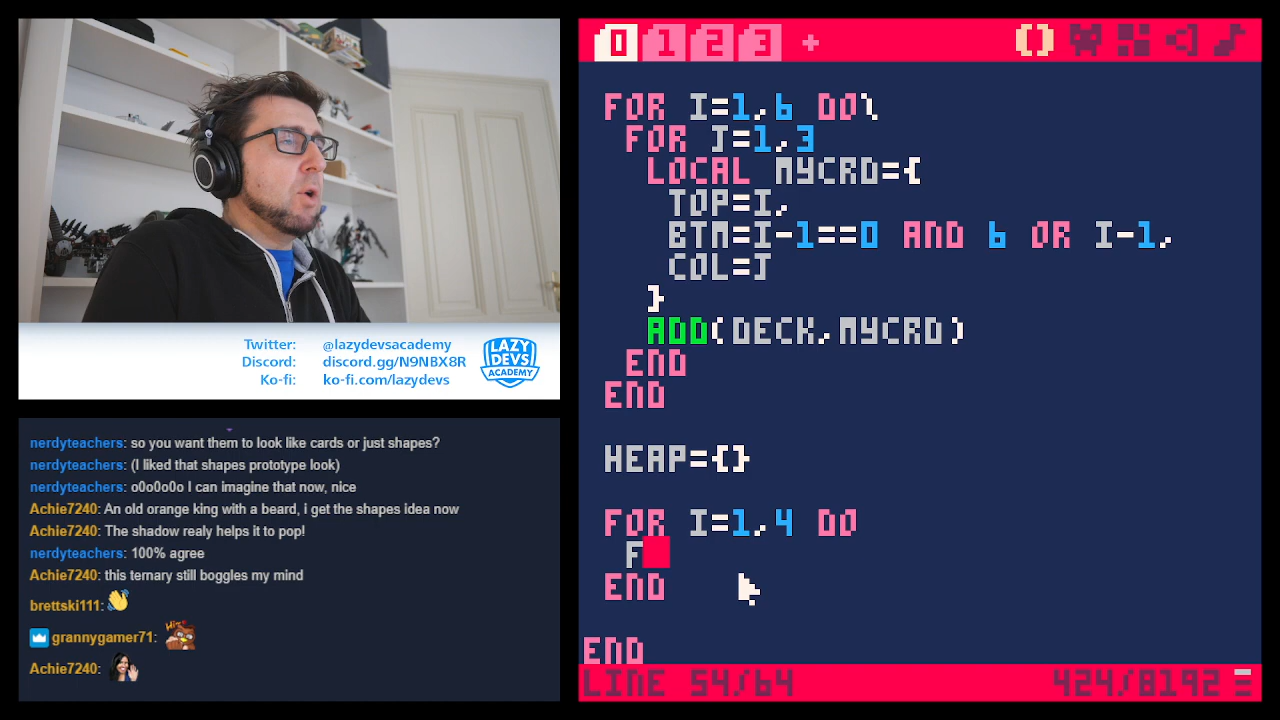 Twitter: @lazydevsacademy
Discord: discord.gg/N9NBX8R
Ko-fi: ko-fi.com/lazydevs
LAZY DEVS ACADEMY
nerdyteachers: so you want them to look like cards or just shapes?
nerdyteachers: (I liked that shapes prototype look)
nerdyteachers: o0o0o0o I can imagine that now, nice
Achie7240: An old orange king with a beard, i get the shapes idea now
Achie7240: The shadow realy helps it to pop!
nerdyteachers: 100% agree
Achie7240: this ternary still boggles my mind
brettski111:
grannygamer71:
Achie7240:
0 1 2 3 +
FOR I=1,6 DO\
FOR J=1,3
LOCAL MYCRD={
TOP=I,
BTM=I-1==0 AND 6 OR I-1,
COL=J
}
ADD(DECK,MYCRD)
END
END
HEAP={}
FOR I=1,4 DO
F
END
END
LINE 54/64 424/8192